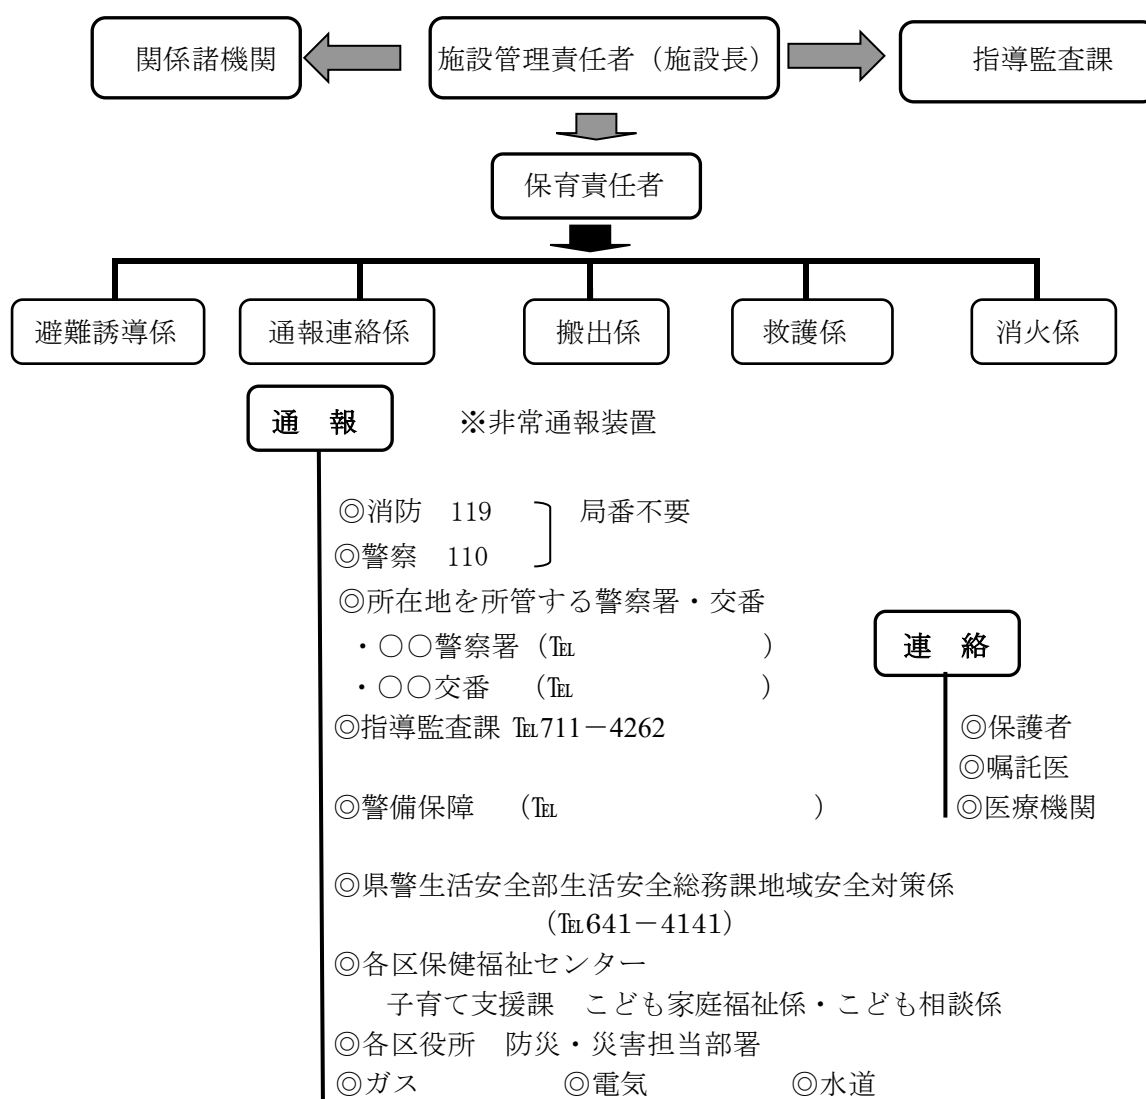 関係諸機関 施設管理責任者（施設長） 指導監査課
保育責任者
避難誘導係 通報連絡係 搬出係 救護係 消火係
通　報 ※非常通報装置
◎消防　119 局番不要
◎警察　110
◎所在地を所管する警察署・交番
・○○警察署（℡　　　　　　　）
・○○交番　（℡　　　　　　　）
◎指導監査課 ℡711－4262
◎警備保障　（℡　　　　　　　　　）
◎県警生活安全部生活安全総務課地域安全対策係
（℡641－4141）
◎各区保健福祉センター
子育て支援課　こども家庭福祉係・こども相談係
◎各区役所　防災・災害担当部署
◎ガス　　　　　◎電気　　　　　◎水道
連　絡
◎保護者
◎嘱託医
◎医療機関